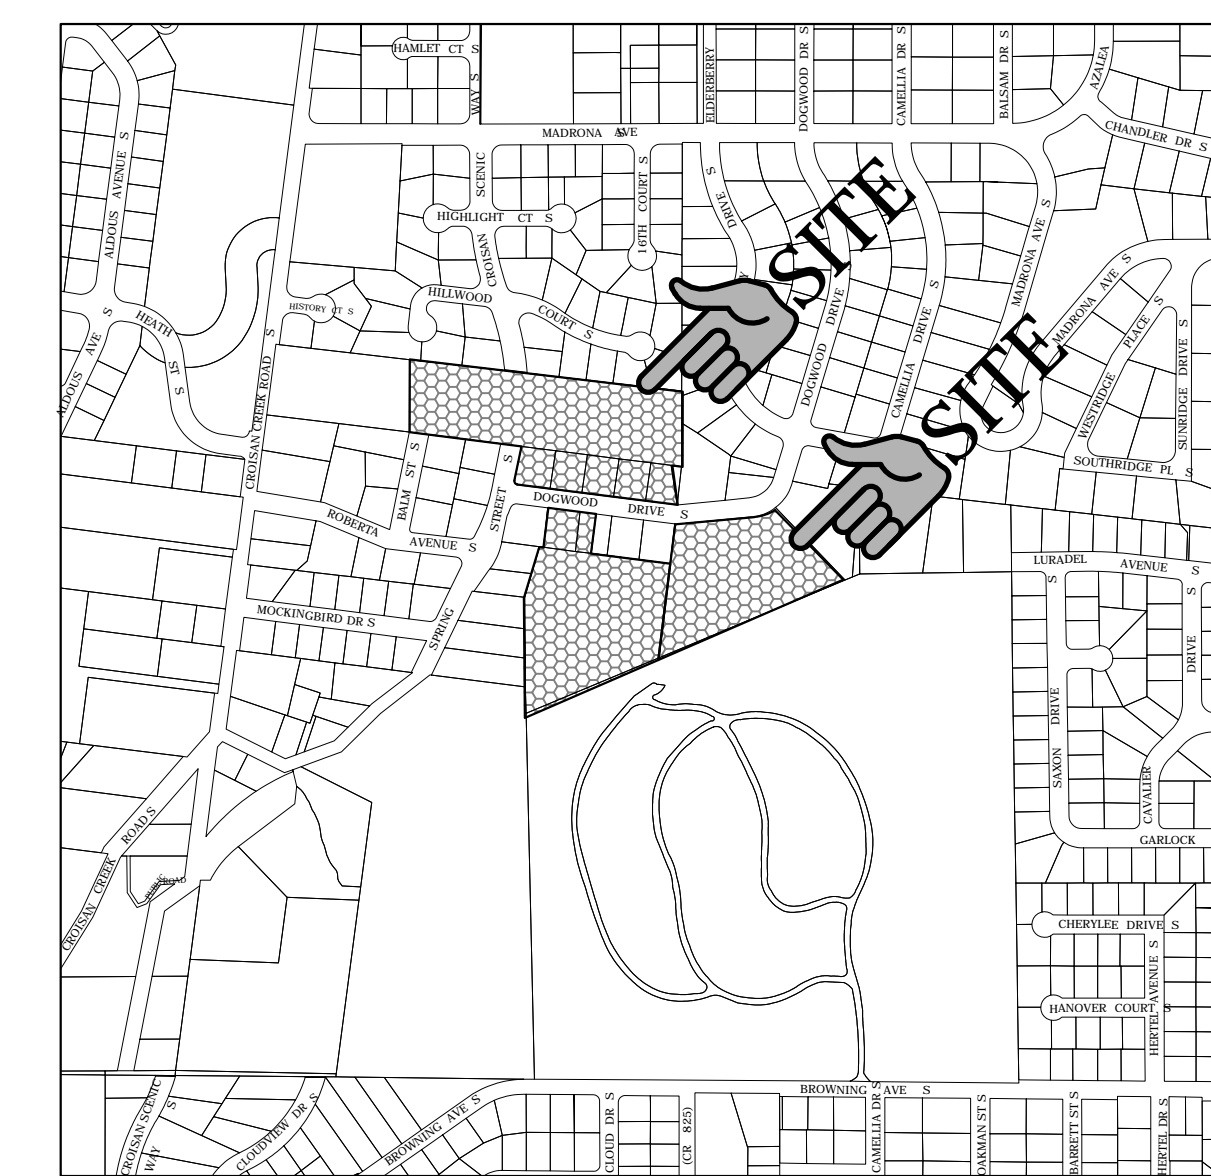 HAMLET CT S
WAY S
ELDERBERRY
DOGWOOD DR S
CAMELLIA DR S
BALSAM DR S
AZALEA
MADRONA AVE S
CHANDLER DR S
ALDOUS AVENUE S
SCENIC
16TH COURT S
DRIVE S
SITE
HIGHLIGHT CT S
CROISAN
MADRONA AVE S
MADRONA AVE S
HILLWOOD
COURT S
HISTORY CT S
HEATH
ST S
ALDOUS AVE S
CROISAN CREEK ROAD S
DOGWOOD DRIVE
CAMELLIA DRIVE S
SITE
WESTRIDGE PLACE S
SUNRIDGE DRIVE S
SOUTHRIDGE PL S
BALM ST S
SPRING STREET S
DOGWOOD DRIVE S
ROBERTA AVENUE S
LURADEL AVENUE S
MOCKINGBIRD DR S
SAXON DRIVE S
CAVALIER DRIVE S
GARLOCK
CROISAN CREEK ROAD S
PUBLIC ROAD
CHERYLEE DRIVE S
HERTEL AVENUE S
HANOVER COURT S
BROWNING AVE S
CROISAN SCENIC
WAY S
CLOUDVIEW DR S
BROWNING AVE S
CLOUD DR S
(CR 825)
CAMELLIA DR S
OAKMAN ST S
BARRETT ST S
HERTEL DR S